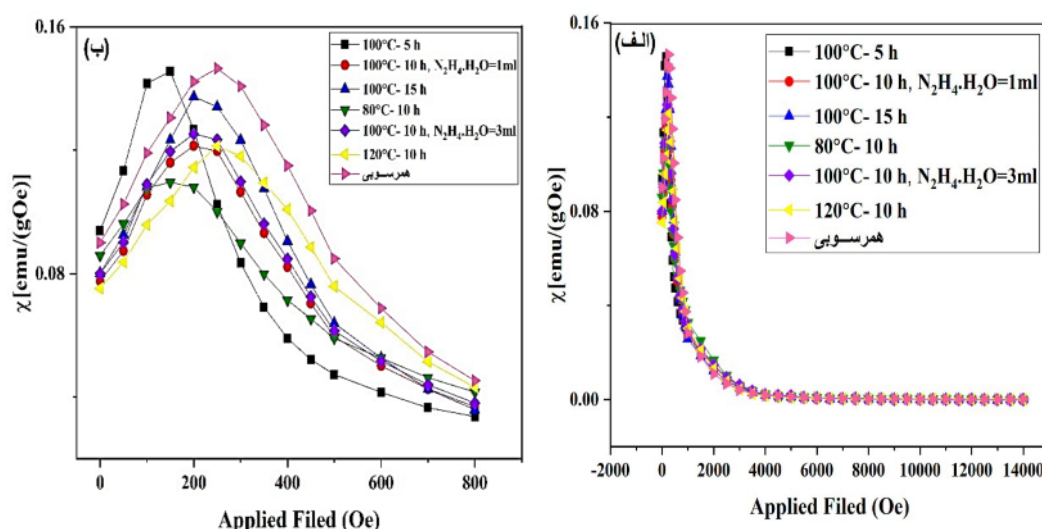 (ب)
0.16
0.08
χ[emu/(gOe)]
100°C- 5 h
100°C- 10 h, N₂H₄.H₂O=1ml
100°C- 15 h
80°C- 10 h
100°C- 10 h, N₂H₄.H₂O=3ml
120°C- 10 h
همرسوبی
0 200 400 600 800
Applied Filed (Oe)
(الف)
0.16
0.08
0.00
χ[emu/(gOe)]
100°C- 5 h
100°C- 10 h, N₂H₄.H₂O=1ml
100°C- 15 h
80°C- 10 h
100°C- 10 h, N₂H₄.H₂O=3ml
120°C- 10 h
همرسوبی
-2000 0 2000 4000 6000 8000 10000 12000 14000
Applied Filed (Oe)